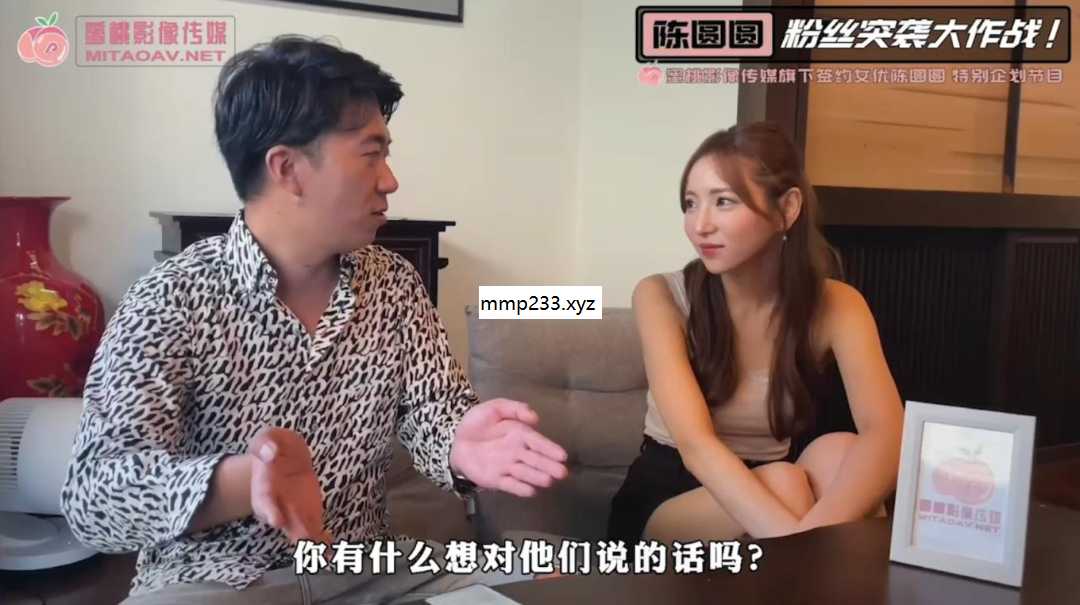 蜜桃影像传媒
MITAOAV.NET
陈圆圆 粉丝突袭大作战！
蜜桃影像传媒旗下签约女优陈圆圆 特别企划节目
mmp233.xyz
蜜桃影像传媒
MITAOAV.NET
你有什么想对他们说的话吗?